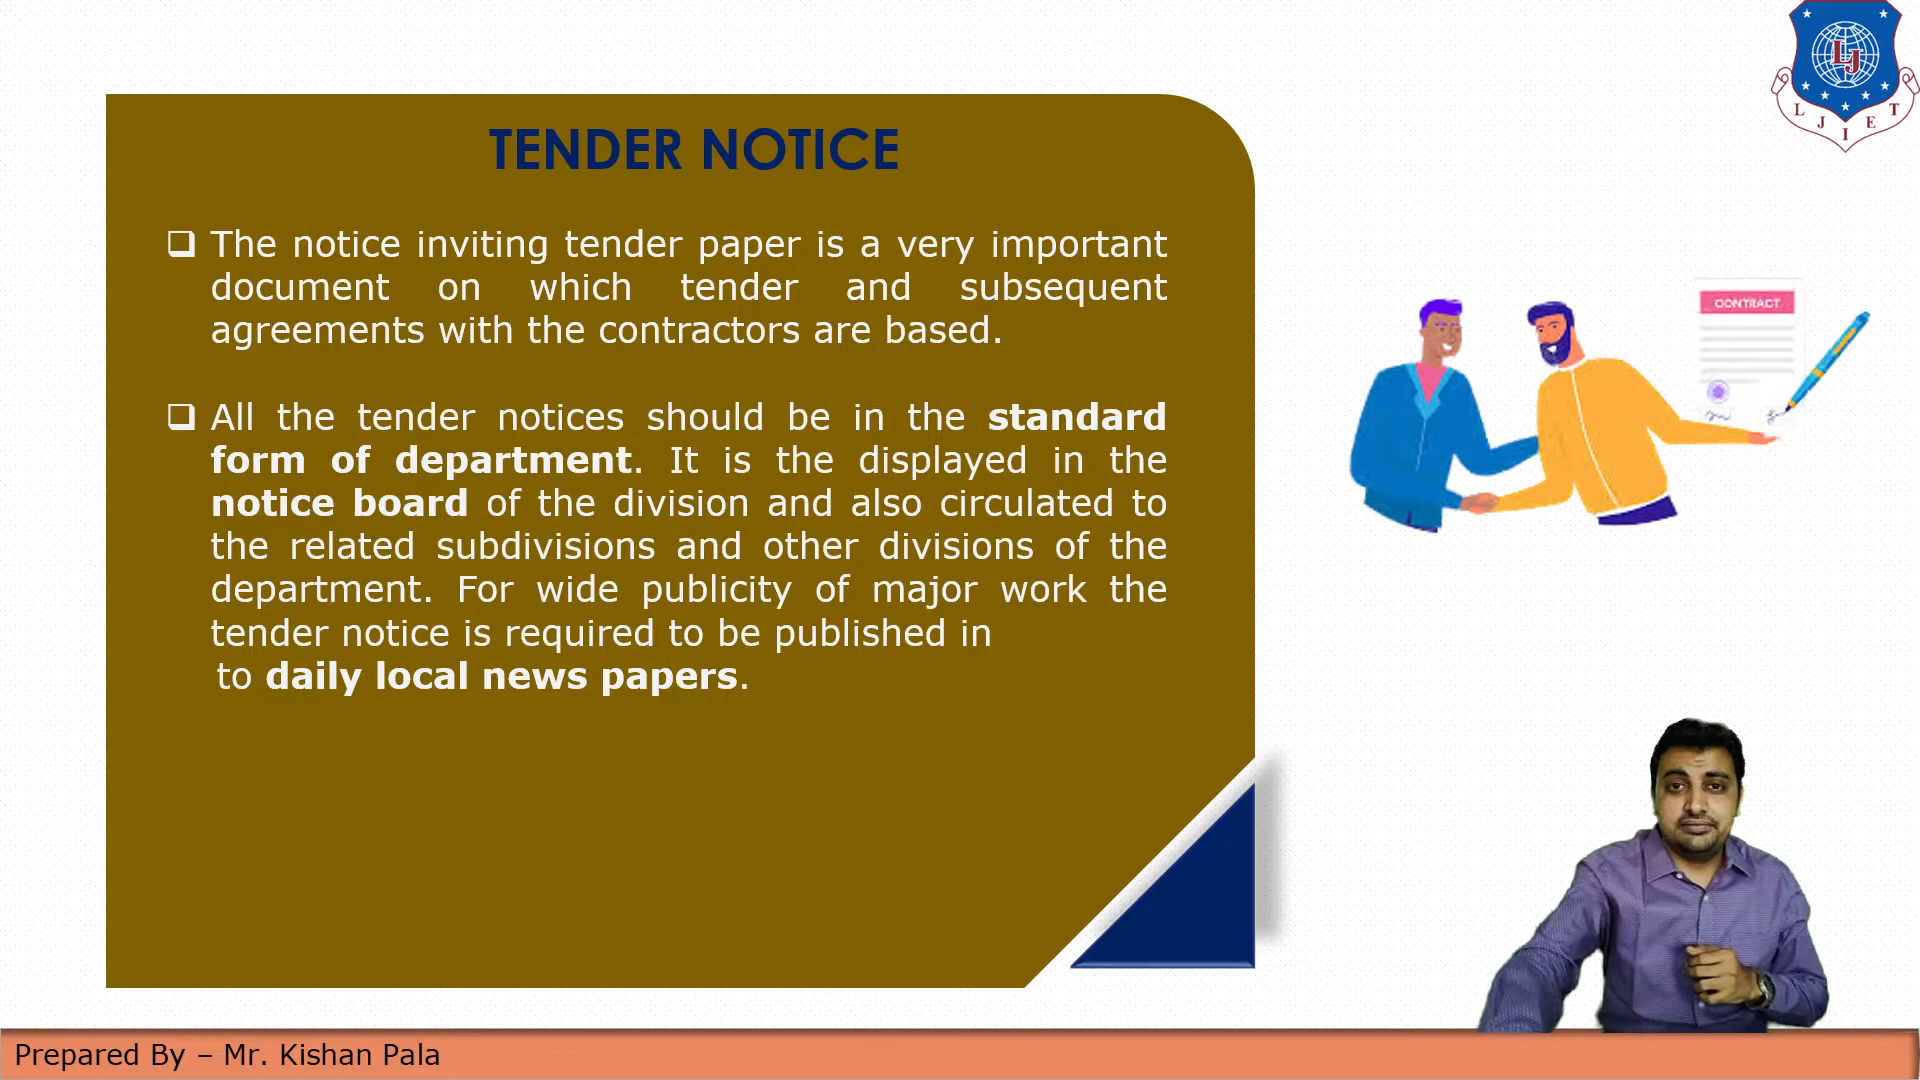 L J I E T
LJ
TENDER NOTICE
❑ The notice inviting tender paper is a very important
document on which tender and subsequent
agreements with the contractors are based.
CONTRACT
❑ All the tender notices should be in the standard
form of department. It is the displayed in the
notice board of the division and also circulated to
the related subdivisions and other divisions of the
department. For wide publicity of major work the
tender notice is required to be published in
to daily local news papers.
Prepared By – Mr. Kishan Pala